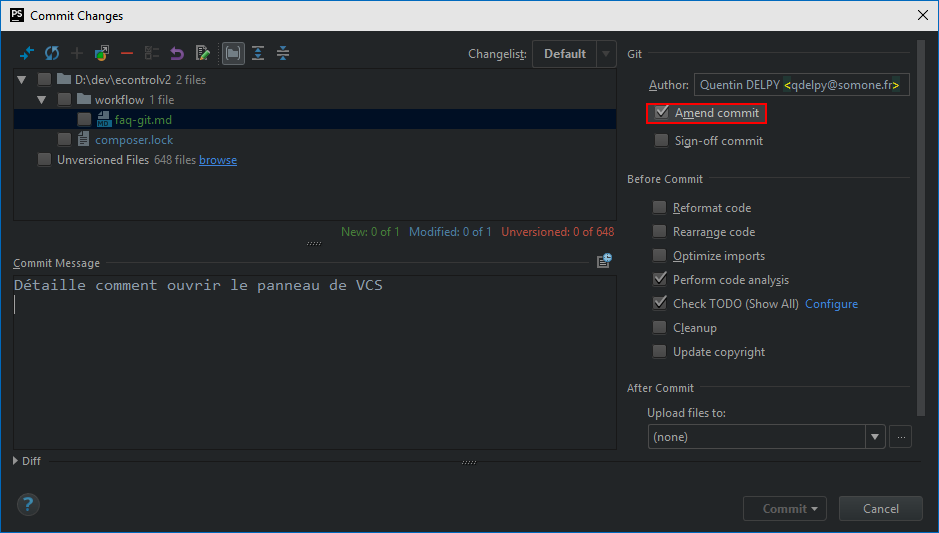 PS Commit Changes
Changelist: Default
D:\dev\econtrolv2 2 files
workflow 1 file
MD faq-git.md
composer.lock
Unversioned Files 648 files browse
New: 0 of 1 Modified: 0 of 1 Unversioned: 0 of 648
Commit Message
Détaille comment ouvrir le panneau de VCS
Diff
Git
Author: Quentin DELPY <qdelpy@somone.fr>
Amend commit
Sign-off commit
Before Commit
Reformat code
Rearrange code
Optimize imports
Perform code analysis
Check TODO (Show All) Configure
Cleanup
Update copyright
After Commit
Upload files to:
(none) ...
? Commit Cancel